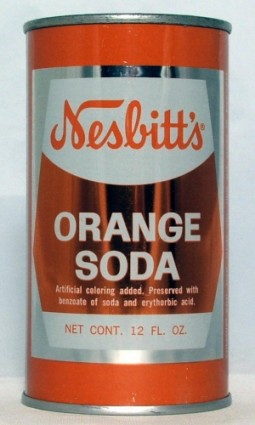 Nesbitt's®
ORANGE
SODA
Artificial coloring added. Preserved with
benzoate of soda and erythorbic acid.
NET CONT. 12 FL. OZ.